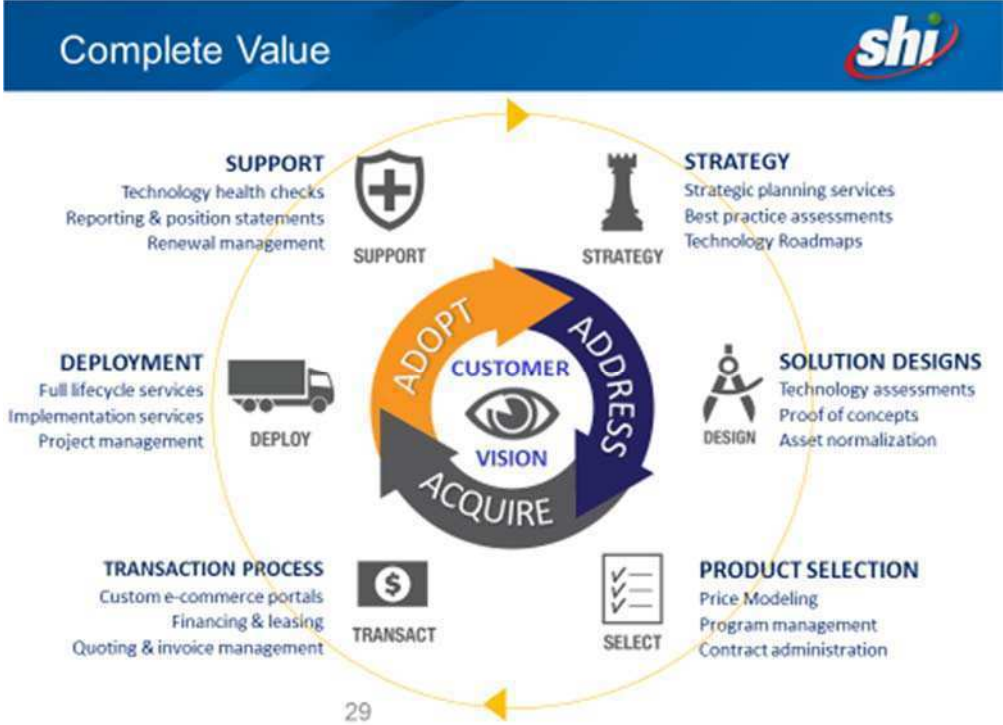 Complete Value
shi
SUPPORT
Technology health checks
Reporting & position statements
Renewal management
SUPPORT
STRATEGY
STRATEGY
Strategic planning services
Best practice assessments
Technology Roadmaps
DEPLOYMENT
Full lifecycle services
Implementation services
Project management
DEPLOY
ADOPT
ADDRESS
ACQUIRE
CUSTOMER
VISION
DESIGN
SOLUTION DESIGNS
Technology assessments
Proof of concepts
Asset normalization
TRANSACTION PROCESS
Custom e-commerce portals
Financing & leasing
Quoting & invoice management
TRANSACT
SELECT
PRODUCT SELECTION
Price Modeling
Program management
Contract administration
29